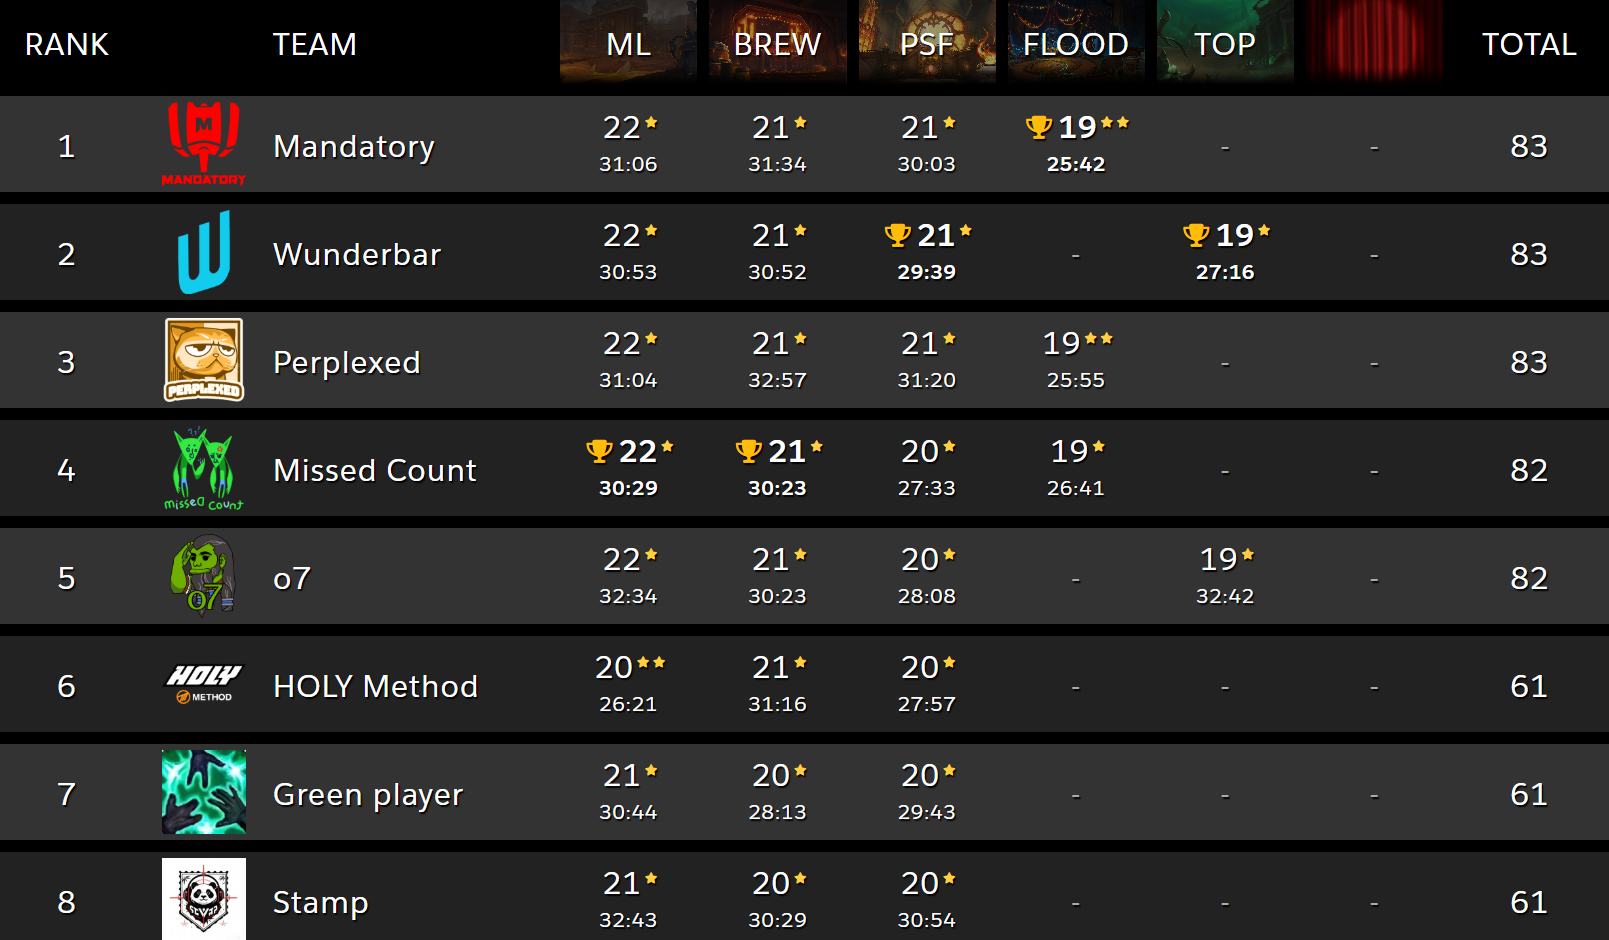 RANK TEAM ML BREW PSF FLOOD TOP TOTAL
1 M MANDATORY Mandatory 22 21 21 19 - - 83
31:06 31:34 30:03 25:42
2 Wunderbar 22 21 21 - 19 - 83
30:53 30:52 29:39 27:16
3 PERPLEXED Perplexed 22 21 21 19 - - 83
31:04 32:57 31:20 25:55
4 missed count Missed Count 22 21 20 19 - - 82
30:29 30:23 27:33 26:41
5 o7 o7 22 21 20 - 19 - 82
32:34 30:23 28:08 32:42
6 HOLY METHOD HOLY Method 20 21 20 - - - 61
26:21 31:16 27:57
7 Green player 21 20 20 - - - 61
30:44 28:13 29:43
8 Stamp 21 20 20 - - - 61
32:43 30:29 30:54